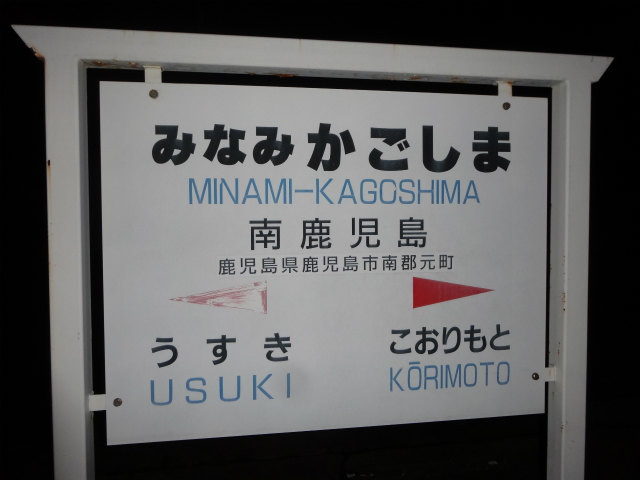 みなみかごしま
MINAMI-KAGOSHIMA
南鹿児島
鹿児島県鹿児島市南郡元町
うすき こおりもと
USUKI KŌRIMOTO